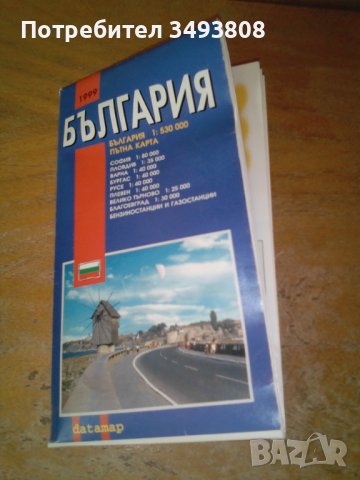 Потребител 3493808
1999
БЪЛГАРИЯ
БЪЛГАРИЯ 1: 530 000
ПЪТНА КАРТА
СОФИЯ 1: 80 000
ПЛОВДИВ 1: 35 000
ВАРНА 1: 40 000
БУРГАС 1: 40 000
РУСЕ 1: 40 000
ПЛЕВЕН 1: 40 000
ВЕЛИКО ТЪРНОВО 1: 25 000
БЛАГОЕВГРАД 1: 30 000
БЕНЗИНОСТАНЦИИ И ГАЗОСТАНЦИИ
datamap
BAZAR